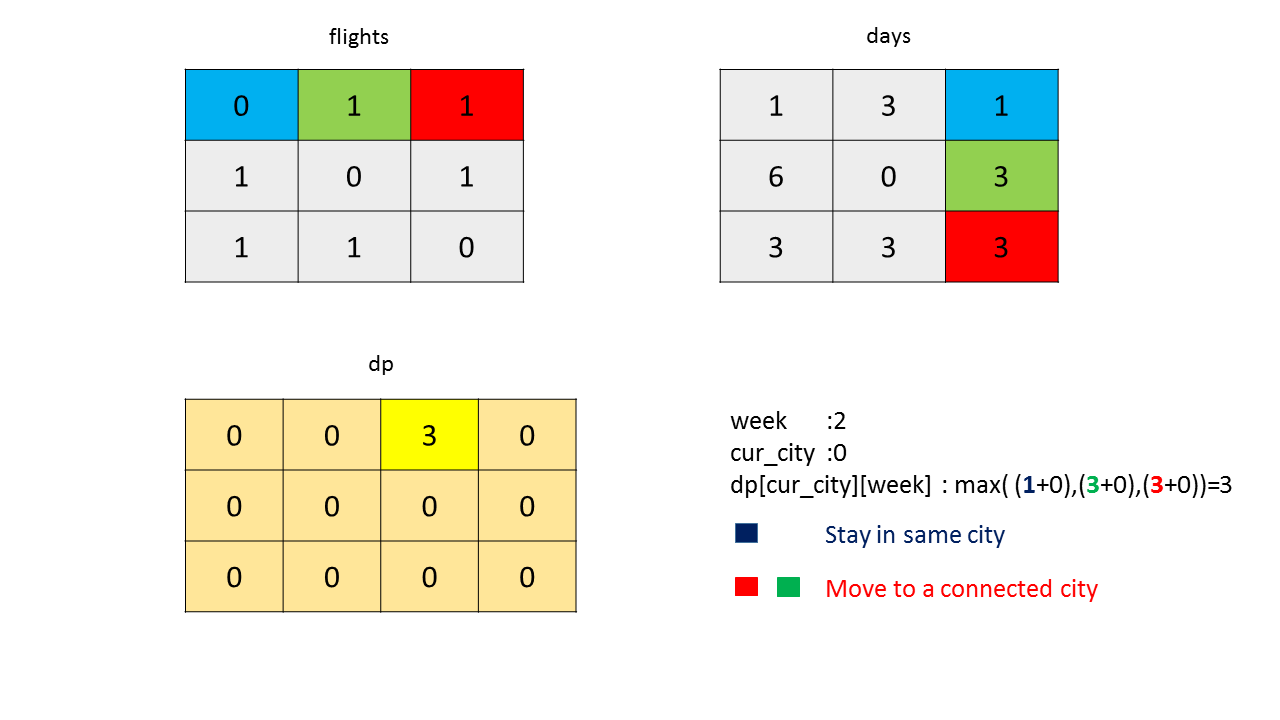 flights
0 1 1
1 0 1
1 1 0
days
1 3 1
6 0 3
3 3 3
dp
0 0 3 0
0 0 0 0
0 0 0 0
week :2
cur_city :0
dp[cur_city][week] : max( (1+0),(3+0),(3+0))=3
Stay in same city
Move to a connected city